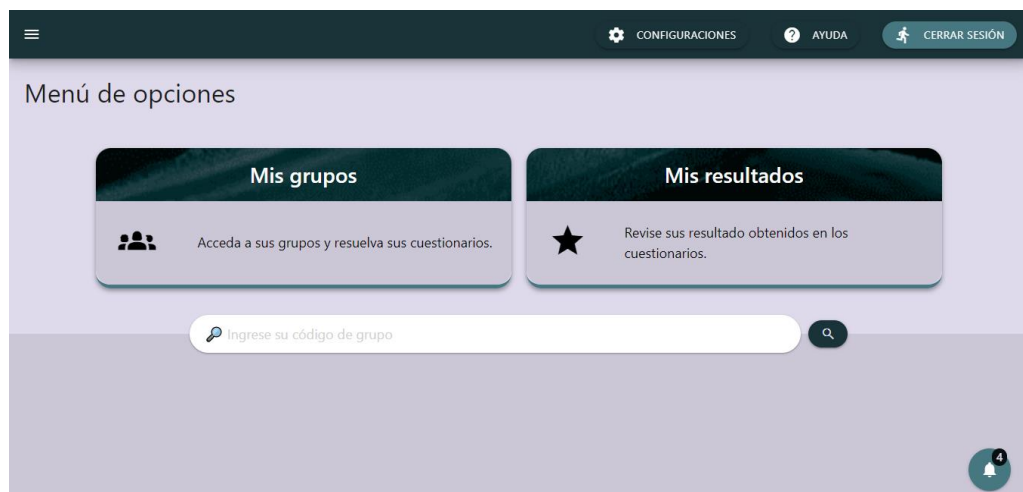 CONFIGURACIONES
AYUDA
CERRAR SESIÓN
Menú de opciones
Mis grupos
Acceda a sus grupos y resuelva sus cuestionarios.
Mis resultados
Revise sus resultado obtenidos en los
cuestionarios.
Ingrese su código de grupo
4